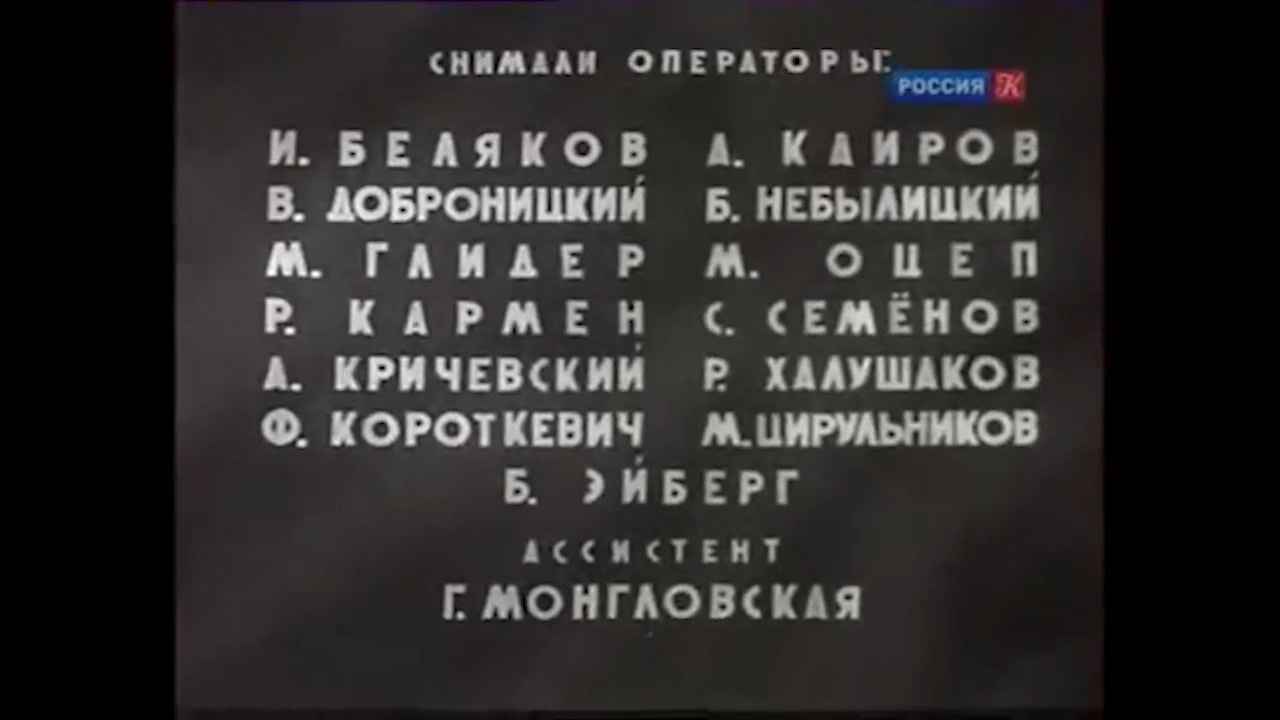 СНИМАЛИ ОПЕРАТОРЫ:
РОССИЯ К
И. БЕЛЯКОВ А. КАИРОВ
В. ДОБРОНИЦКИЙ Б. НЕБЫЛИЦКИЙ
М. ГЛИДЕР М. ОЦЕП
Р. КАРМЕН С. СЕМЁНОВ
А. КРИЧЕВСКИЙ Р. ХАЛУШАКОВ
Ф. КОРОТКЕВИЧ М. ЦИРУЛЬНИКОВ
Б. ЭЙБЕРГ
АССИСТЕНТ
Г. МОНГЛОВСКАЯ